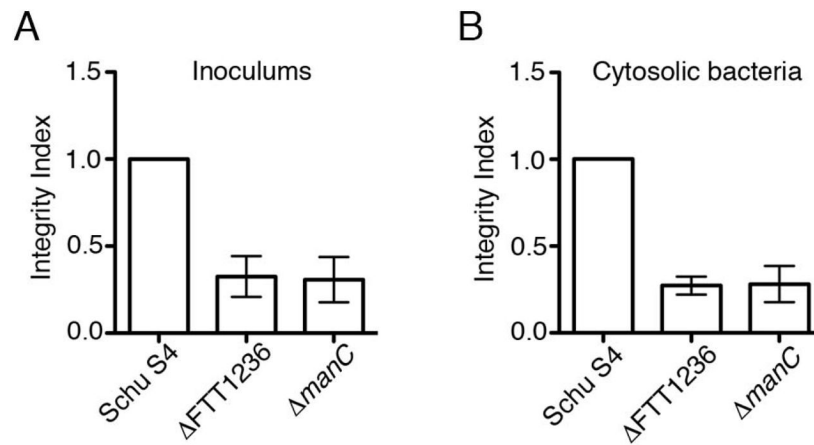 A
Inoculums
Integrity Index
1.5
1.0
0.5
0.0
Schu S4
ΔFTT1236
ΔmanC
B
Cytosolic bacteria
Integrity Index
1.5
1.0
0.5
0.0
Schu S4
ΔFTT1236
ΔmanC